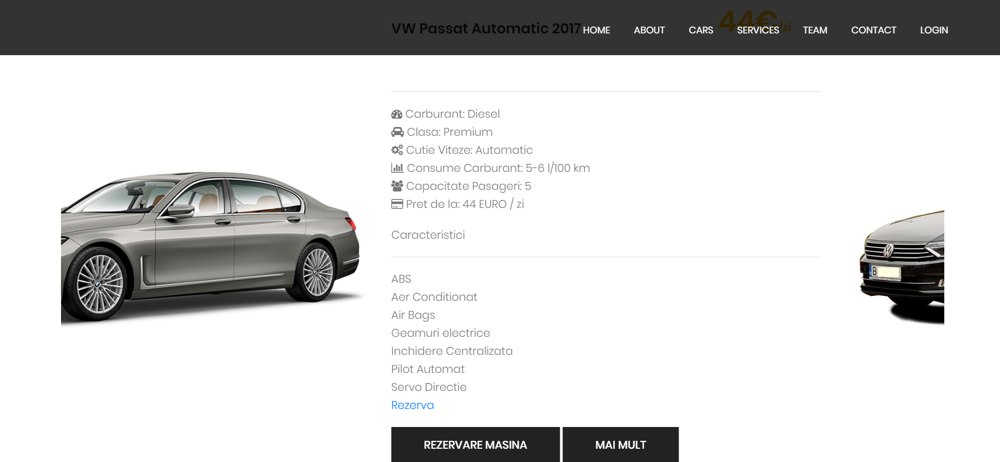 VW Passat Automatic 2017
44€/zi
HOME ABOUT CARS SERVICES TEAM CONTACT LOGIN
Carburant: Diesel
Clasa: Premium
Cutie Viteze: Automatic
Consume Carburant: 5-6 l/100 km
Capacitate Pasageri: 5
Pret de la: 44 EURO / zi
Caracteristici
ABS
Aer Conditionat
Air Bags
Geamuri electrice
Inchidere Centralizata
Pilot Automat
Servo Directie
Rezerva
REZERVARE MASINA
MAI MULT
B